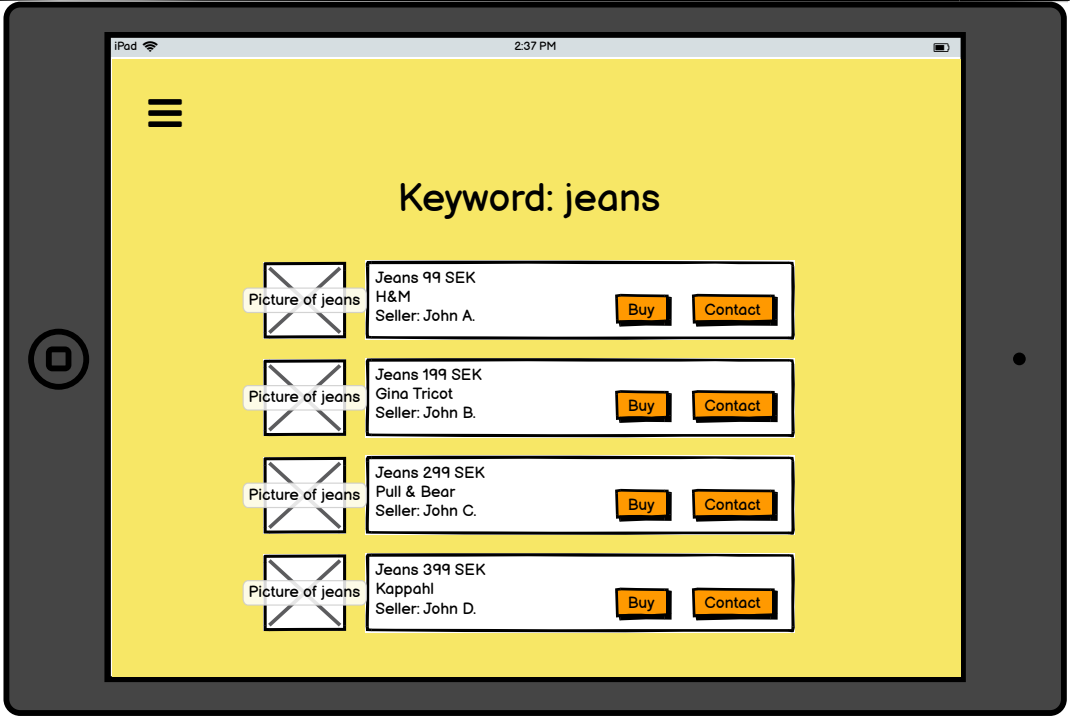 iPad
2:37 PM
Keyword: jeans
Picture of jeans
Jeans 99 SEK
H&M
Seller: John A.
Buy
Contact
Picture of jeans
Jeans 199 SEK
Gina Tricot
Seller: John B.
Buy
Contact
Picture of jeans
Jeans 299 SEK
Pull & Bear
Seller: John C.
Buy
Contact
Picture of jeans
Jeans 399 SEK
Kappahl
Seller: John D.
Buy
Contact